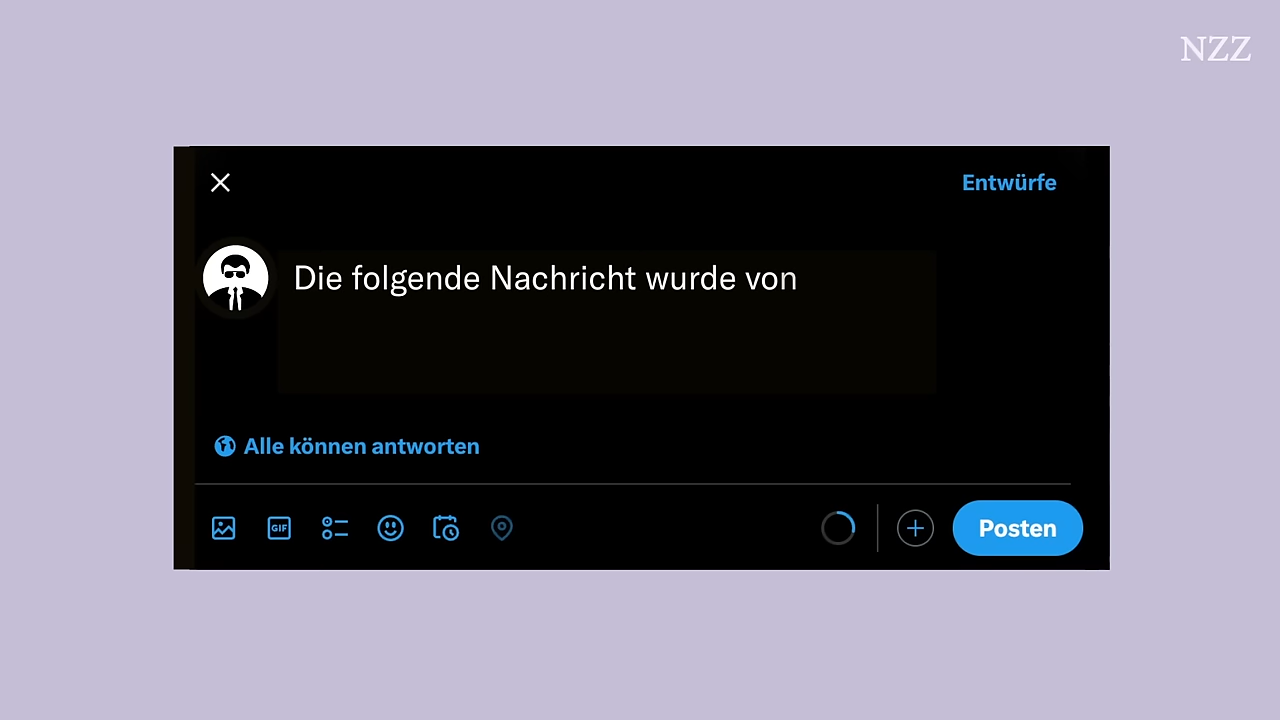 NZZ
Entwürfe
Die folgende Nachricht wurde von
Alle können antworten
GIF
Posten